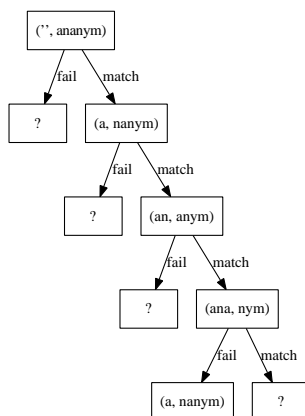 (’’, ananym)
fail
match
?
(a, nanym)
fail
match
?
(an, anym)
fail
match
?
(ana, nym)
fail
match
(a, nanym)
?